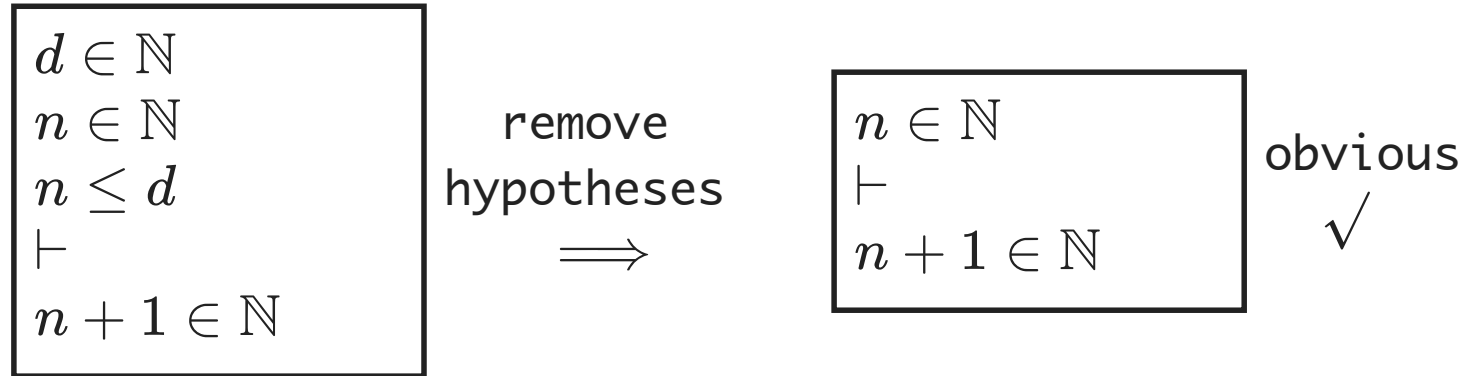 d ∈ ℕ
n ∈ ℕ
n ≤ d
⊢
n + 1 ∈ ℕ
remove
hypotheses
⟹
n ∈ ℕ
⊢
n + 1 ∈ ℕ
obvious
√